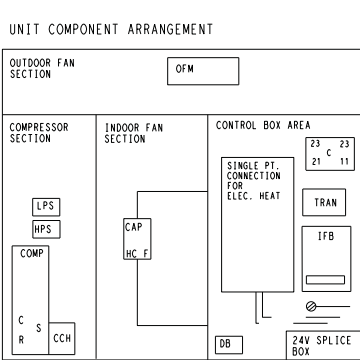 UNIT COMPONENT ARRANGEMENT
OUTDOOR FAN
SECTION
OFM
COMPRESSOR
SECTION
INDOOR FAN
SECTION
CONTROL BOX AREA
23 23
C
21 11
SINGLE PT.
CONNECTION
FOR
ELEC. HEAT
TRAN
LPS
HPS
CAP
HC F
IFB
COMP
C
S
R
CCH
DB
24V SPLICE
BOX